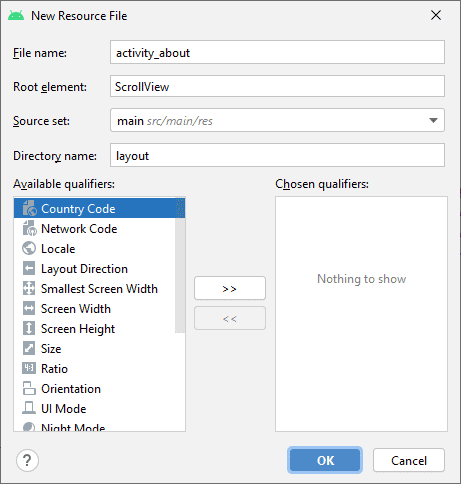 New Resource File
File name: activity_about
Root element: ScrollView
Source set: main src/main/res
Directory name: layout
Available qualifiers: Chosen qualifiers:
Country Code
Network Code
Locale
Layout Direction
Smallest Screen Width
Screen Width
Screen Height
Size
Ratio
Orientation
UI Mode
Night Mode
>>
<<
Nothing to show
?
OK
Cancel